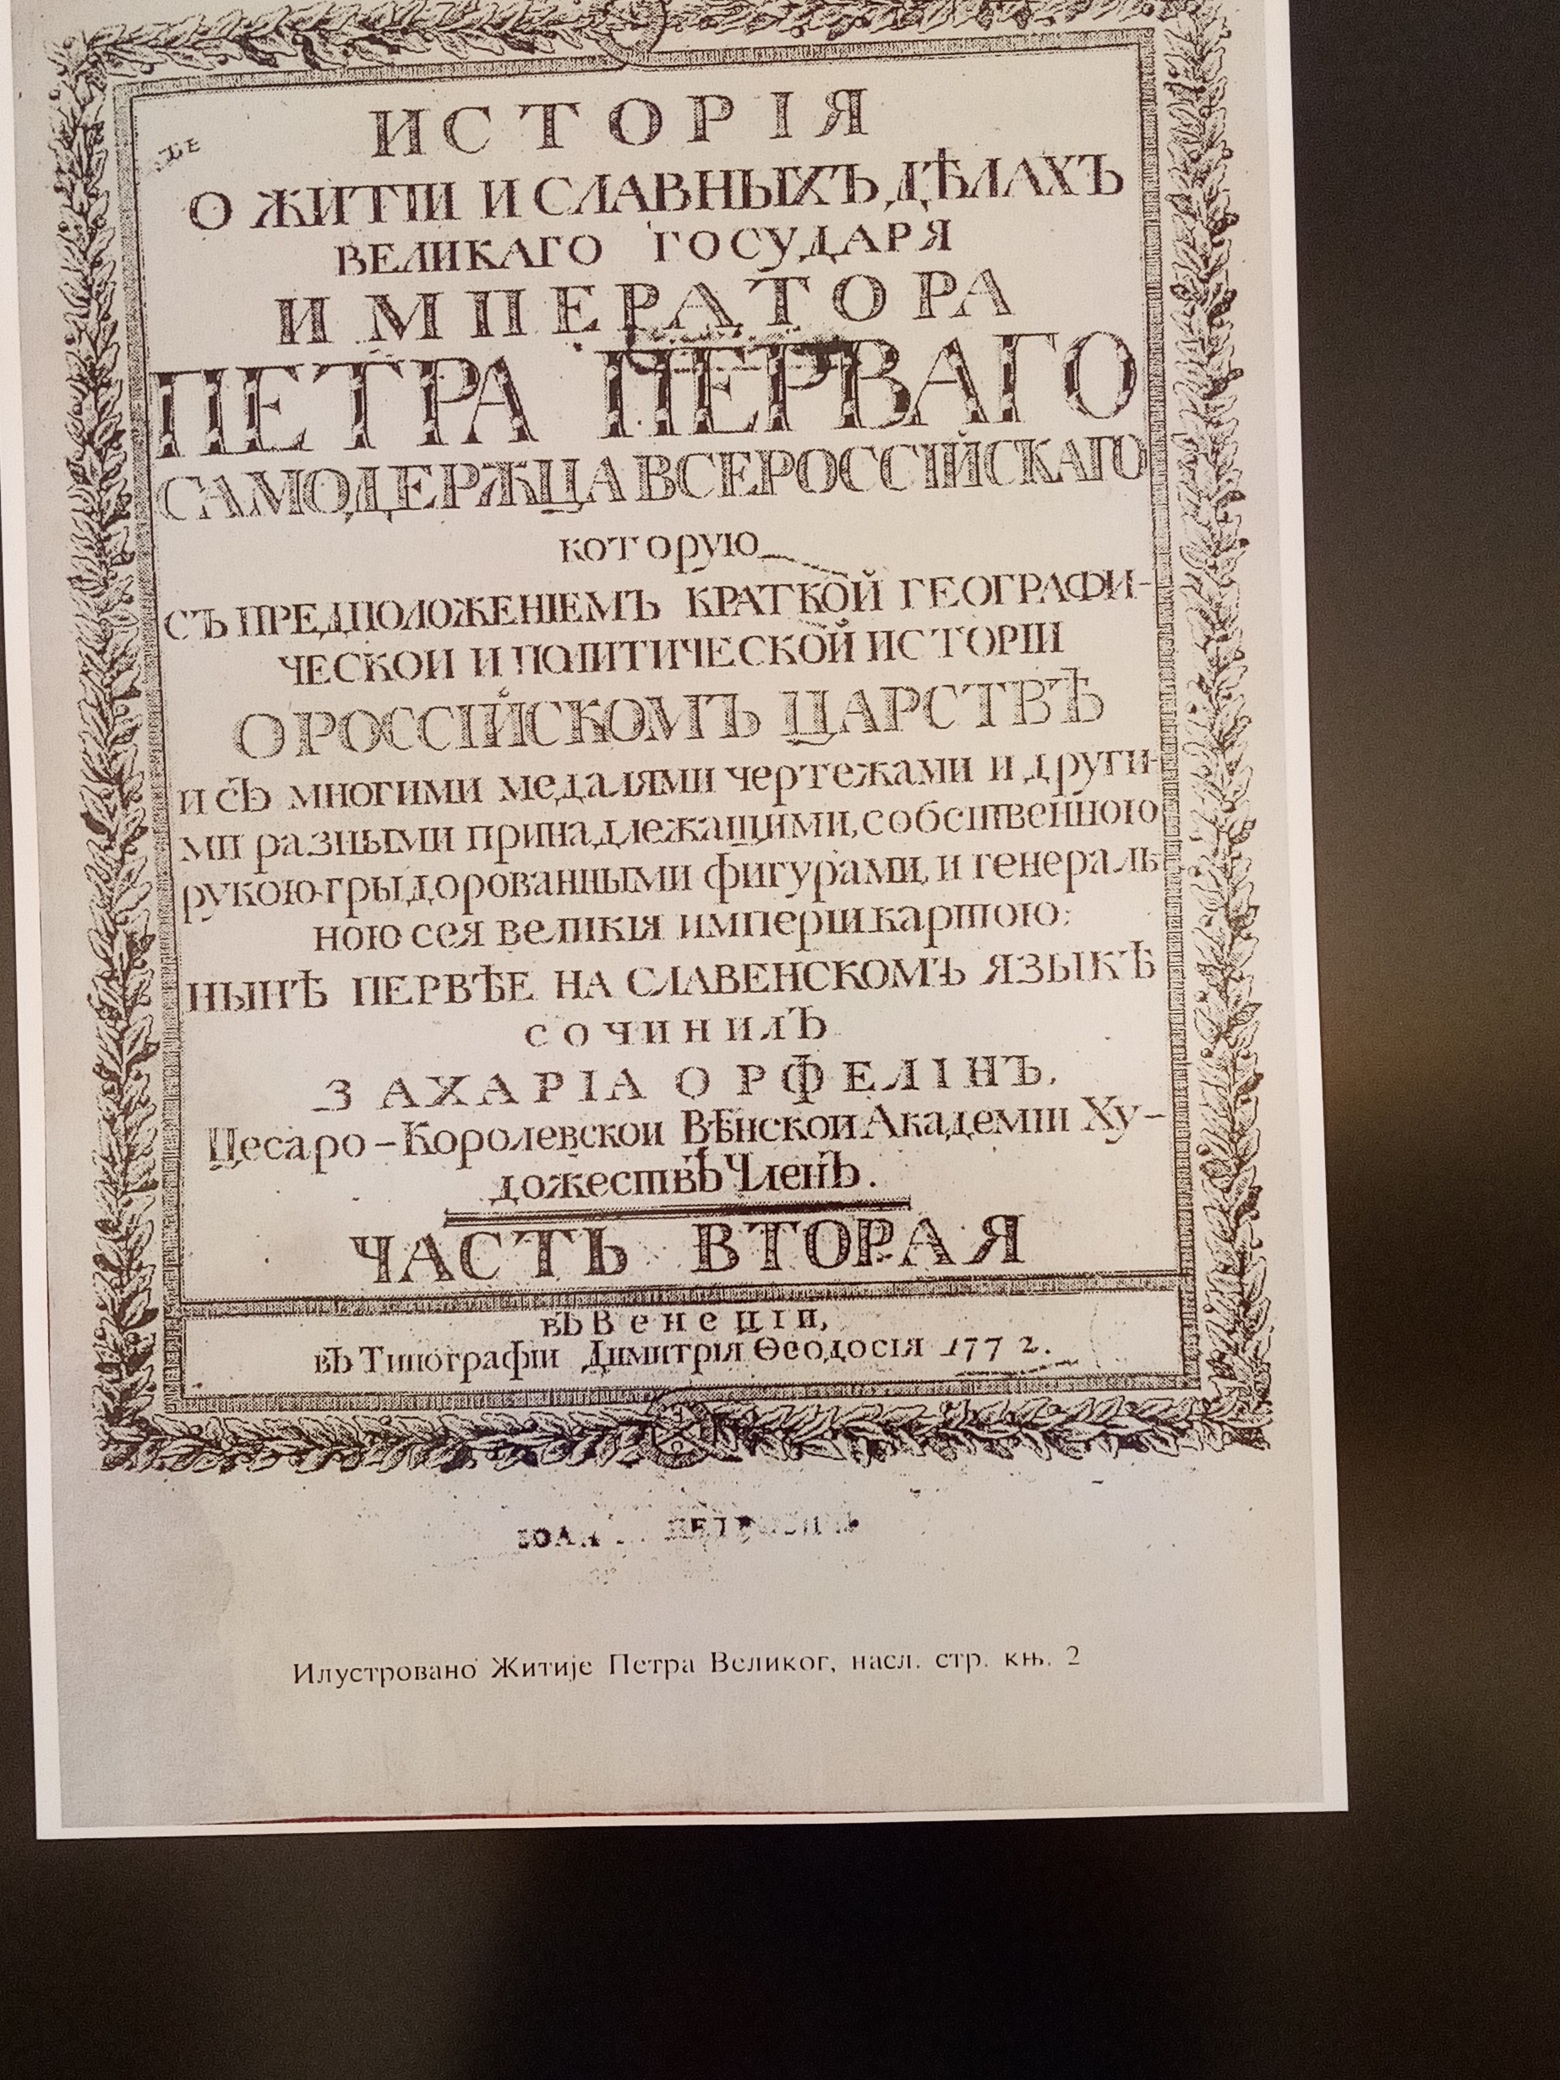 ИСТОРІЯ
О ЖИТІИ И СЛАВНЫХЪ ДѢЛАХЪ
ВЕЛИКАГО ГОСУДАРЯ
ИМПЕРАТОРА
ПЕТРА ПЕРВАГО
САМОДЕРЖЦА ВСЕРОССІЙСКАГО
которую
СЪ ПРЕДПОЛОЖЕНІЕМЪ КРАТКОЙ ГЕОГРАФИ-
ЧЕСКОЙ И ПОЛИТИЧЕСКОЙ ИСТОРІИ
О РОССІЙСКОМЪ ЦАРСТВѢ
и съ многими медалями чертежами и други-
ми разными принадлежащими, собственною
рукою грыдорованными фигурами, и генераль
ною сея великія имперіи картою:
НЫНѢ ПЕРВѢЕ НА СЛАВЕНСКОМЪ ЯЗЫКѢ
сочинилъ
ЗАХАРІА ОРФЕЛІНЪ.
Цесаро-Королевской Вѣнской Академіи Ху-
дожествъ Членъ.
ЧАСТЬ ВТОРАЯ
въ Венеціи,
въ Типографіи Димитрія Ѳеодосія 1772.
Илустровано Житије Петра Великог, насл. стр. књ. 2